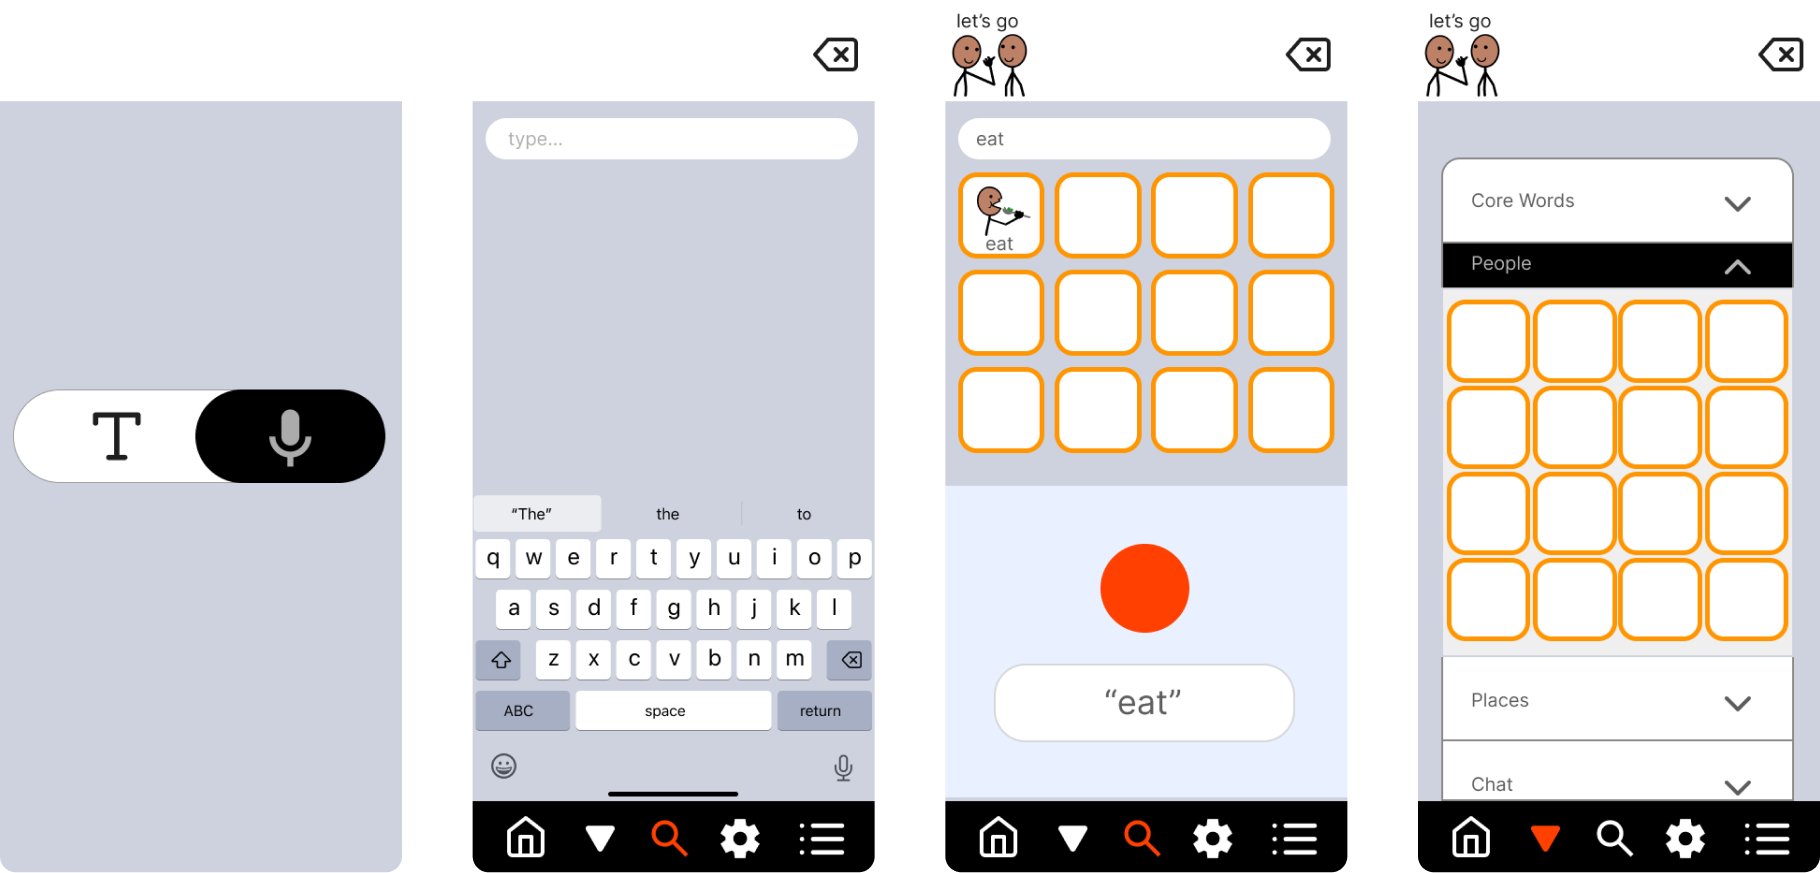 T
type...
“The” the to
q w e r t y u i o p
a s d f g h j k l
z x c v b n m
ABC space return
let’s go
eat
eat
“eat”
let’s go
Core Words
People
Places
Chat